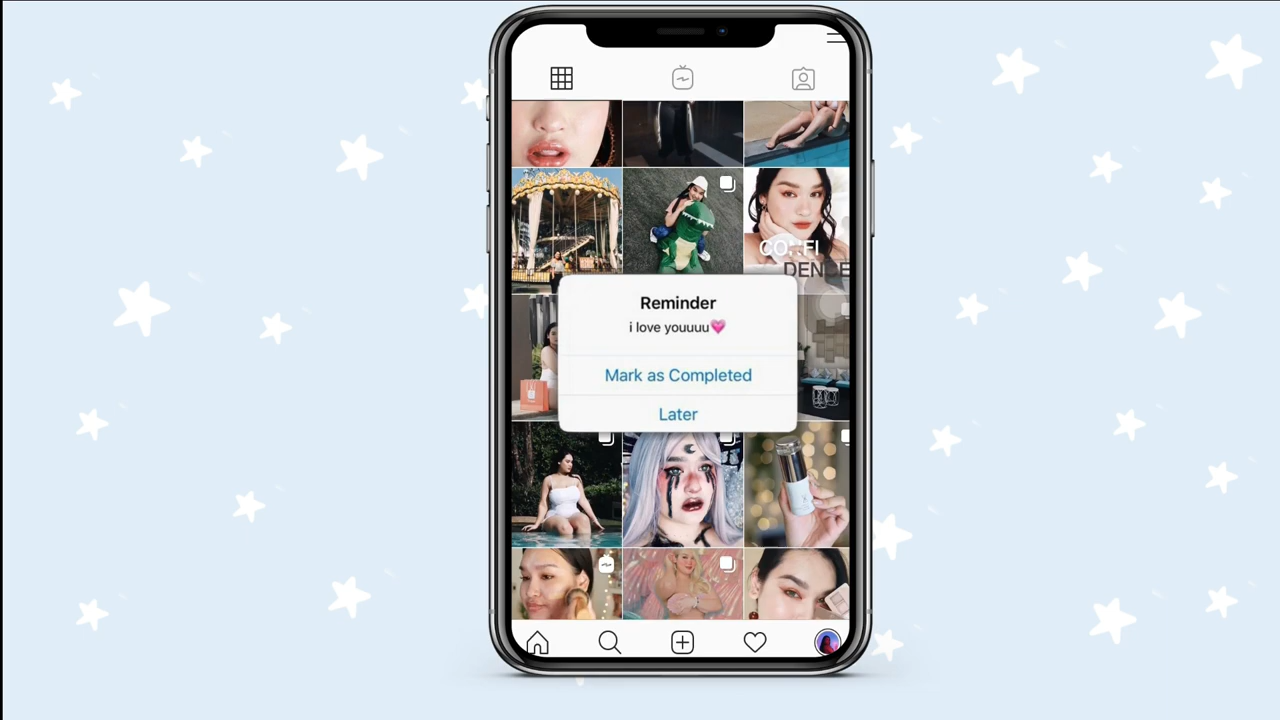 CO
FI
DENCE
Reminder
i love youuuu💗
Mark as Completed
Later